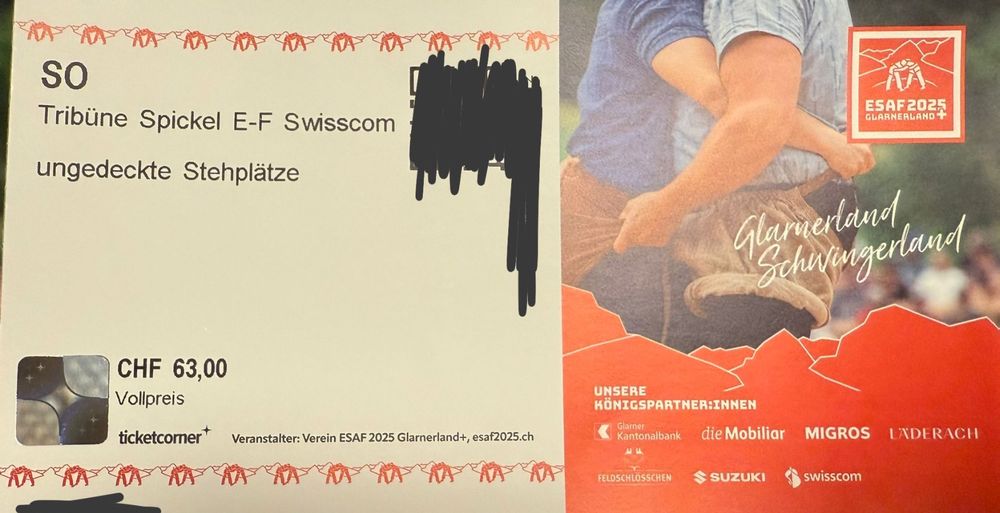 SO
Tribüne Spickel E-F Swisscom
ungedeckte Stehplätze
CHF 63,00
Vollpreis
ticketcorner
Veranstalter: Verein ESAF 2025 Glarnerland+, esaf2025.ch
ESAF 2025
GLARNERLAND+
Glarnerland
Schwingerland
UNSERE
KÖNIGSPARTNER:INNEN
Glarner
Kantonalbank
die Mobiliar
MIGROS
LÄDERACH
FELDSCHLÖSSCHEN
SUZUKI
swisscom